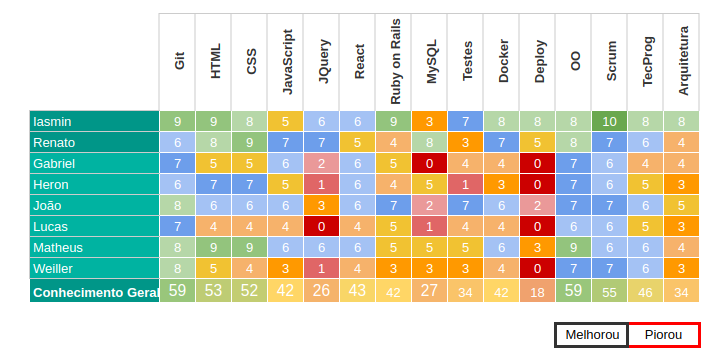 Git HTML CSS JavaScript JQuery React Ruby on Rails MySQL Testes Docker Deploy OO Scrum TecProg Arquitetura
Iasmin 9 9 8 5 6 6 9 3 7 8 8 8 10 8 8
Renato 6 8 9 7 7 5 4 8 3 7 5 8 7 6 4
Gabriel 7 5 5 6 2 6 5 0 4 4 0 7 6 4 4
Heron 6 7 7 5 1 6 4 5 1 3 0 7 6 5 3
João 8 6 6 6 3 6 7 2 7 6 2 7 7 6 5
Lucas 7 4 4 4 0 4 5 1 4 4 0 6 6 5 3
Matheus 8 9 9 6 6 6 5 5 5 6 3 9 6 6 4
Weiller 8 5 4 3 1 4 3 3 3 4 0 7 7 6 3
Conhecimento Geral 59 53 52 42 26 43 42 27 34 42 18 59 55 46 34
Melhorou Piorou